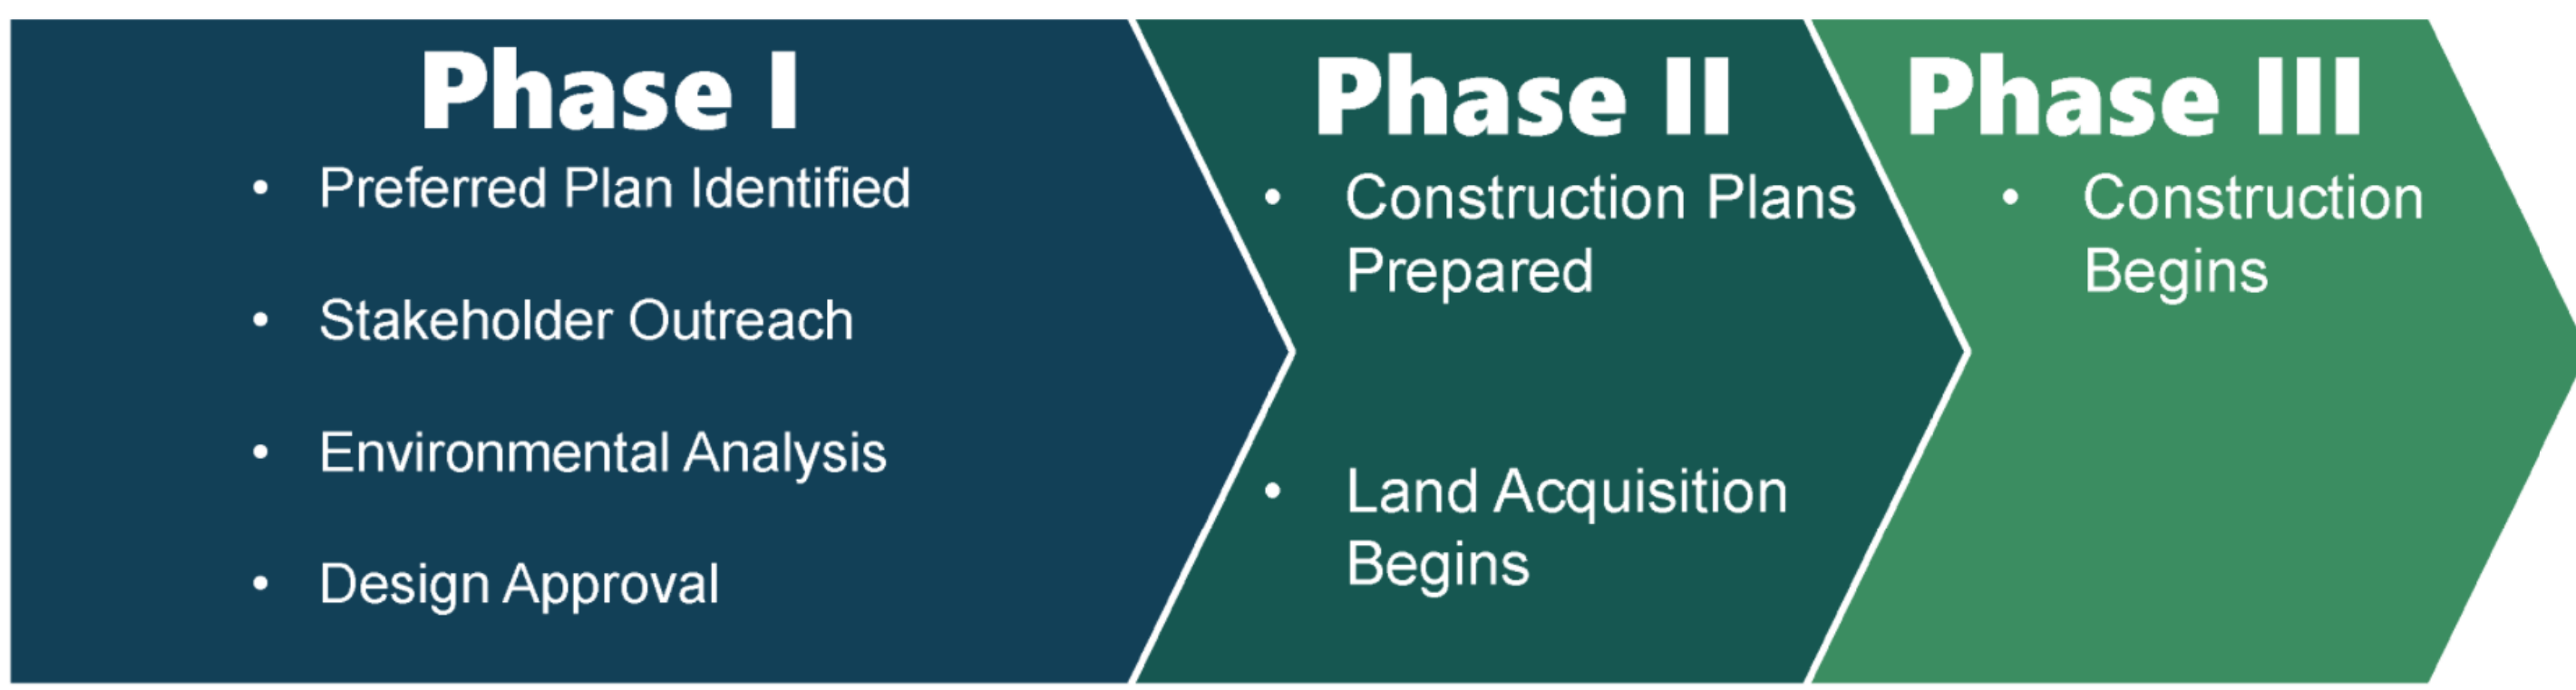 Phase I
• Preferred Plan Identified
• Stakeholder Outreach
• Environmental Analysis
• Design Approval
Phase II
• Construction Plans
Prepared
• Land Acquisition
Begins
Phase III
• Construction
Begins